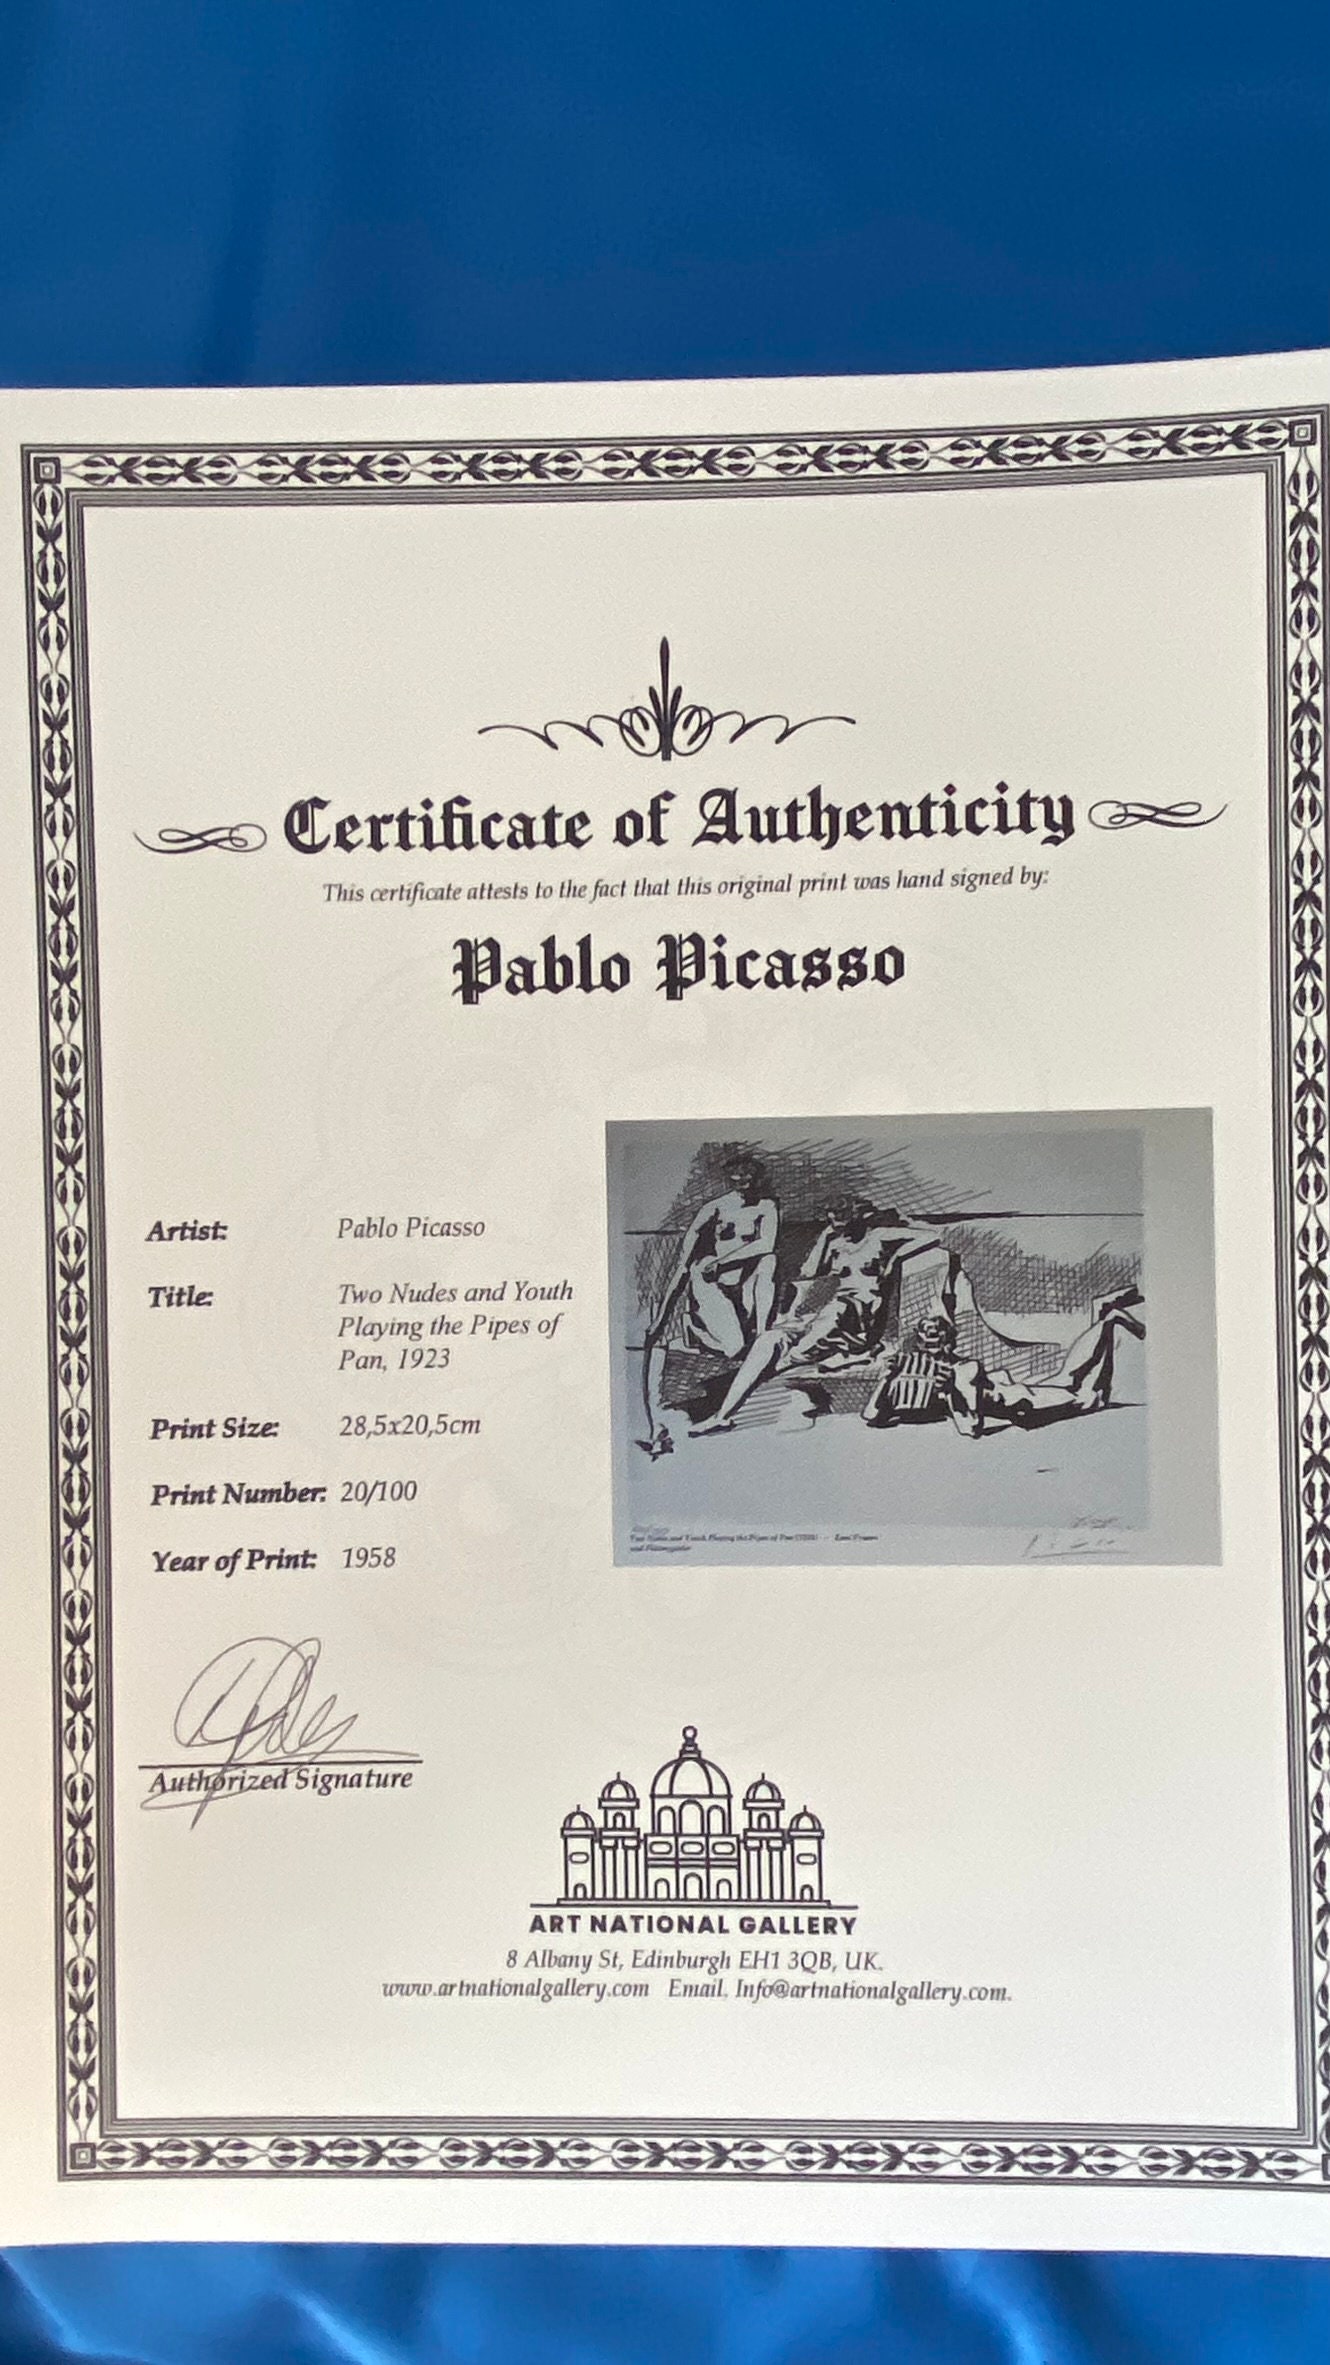 Certificate of Authenticity
This certificate attests to the fact that this original print was hand signed by:
Pablo Picasso
Artist: Pablo Picasso
Title: Two Nudes and Youth
Playing the Pipes of
Pan, 1923
Print Size: 28,5x20,5cm
Print Number: 20/100
Year of Print: 1958
Authorized Signature
ART NATIONAL GALLERY
8 Albany St, Edinburgh EH1 3QB, UK.
www.artnationalgallery.com Email. Info@artnationalgallery.com.